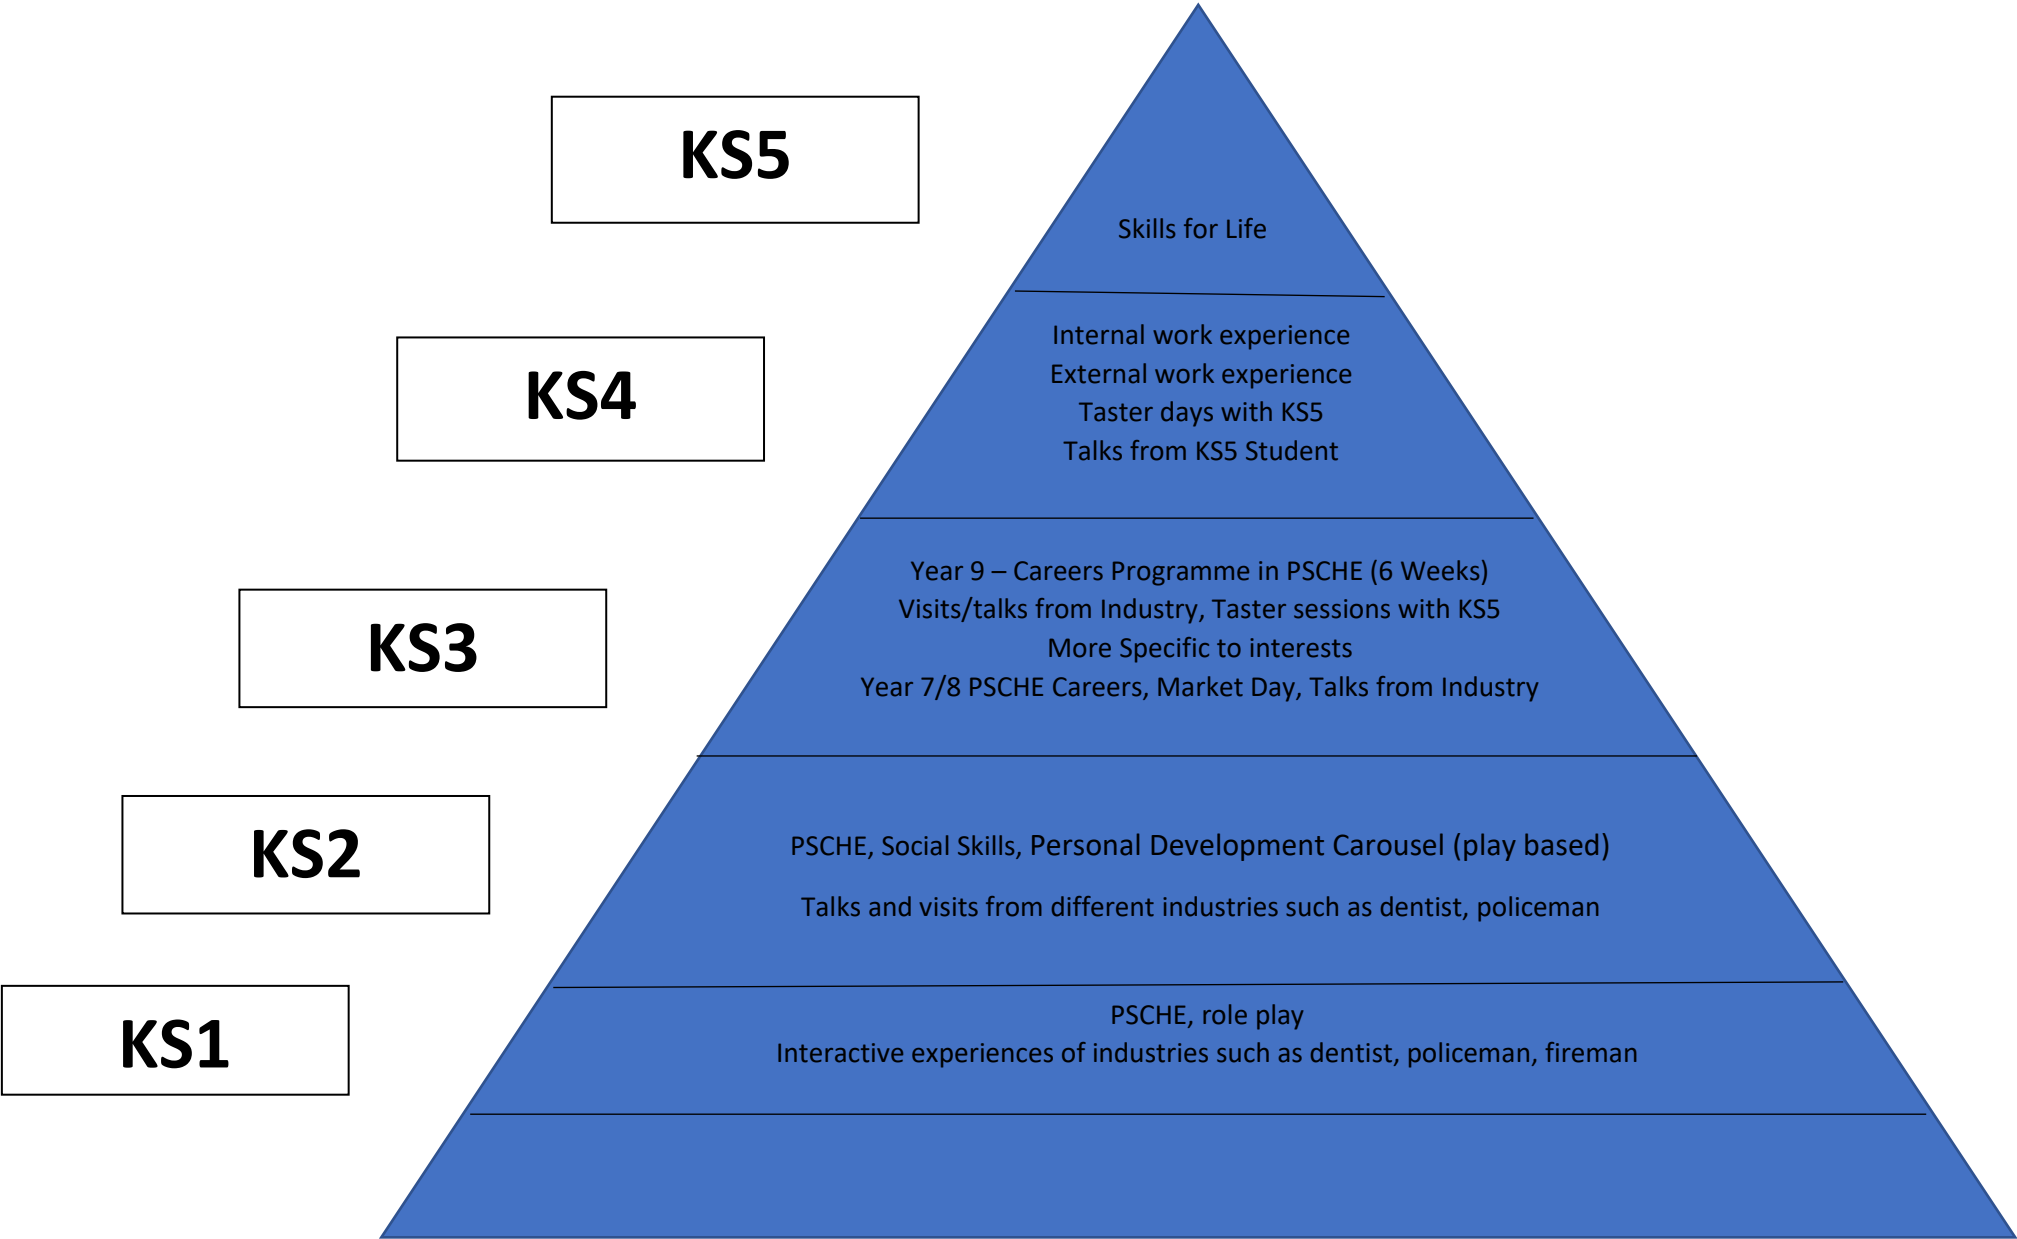 KS5
Skills for Life
KS4
Internal work experience
External work experience
Taster days with KS5
Talks from KS5 Student
KS3
Year 9 – Careers Programme in PSCHE (6 Weeks)
Visits/talks from Industry, Taster sessions with KS5
More Specific to interests
Year 7/8 PSCHE Careers, Market Day, Talks from Industry
KS2
PSCHE, Social Skills, Personal Development Carousel (play based)
Talks and visits from different industries such as dentist, policeman
KS1
PSCHE, role play
Interactive experiences of industries such as dentist, policeman, fireman